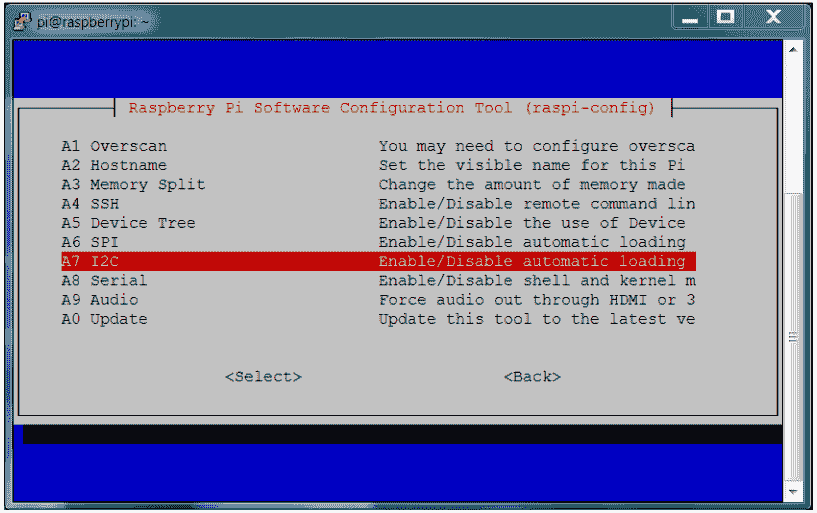 pi@raspberrypi: ~
Raspberry Pi Software Configuration Tool (raspi-config)
A1 Overscan You may need to configure oversca
A2 Hostname Set the visible name for this Pi
A3 Memory Split Change the amount of memory made
A4 SSH Enable/Disable remote command lin
A5 Device Tree Enable/Disable the use of Device
A6 SPI Enable/Disable automatic loading
A7 I2C Enable/Disable automatic loading
A8 Serial Enable/Disable shell and kernel m
A9 Audio Force audio out through HDMI or 3
A0 Update Update this tool to the latest ve
<Select> <Back>